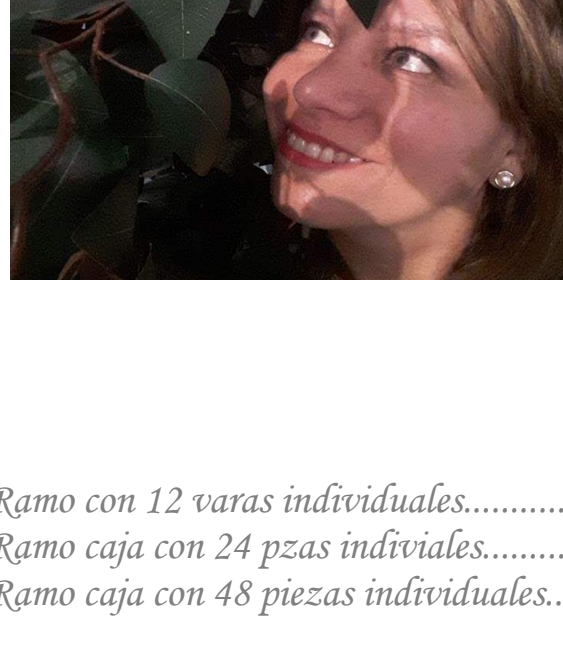 Ramo con 12 varas individuales...........
Ramo caja con 24 pzas indiviales.........
Ramo caja con 48 piezas individuales..